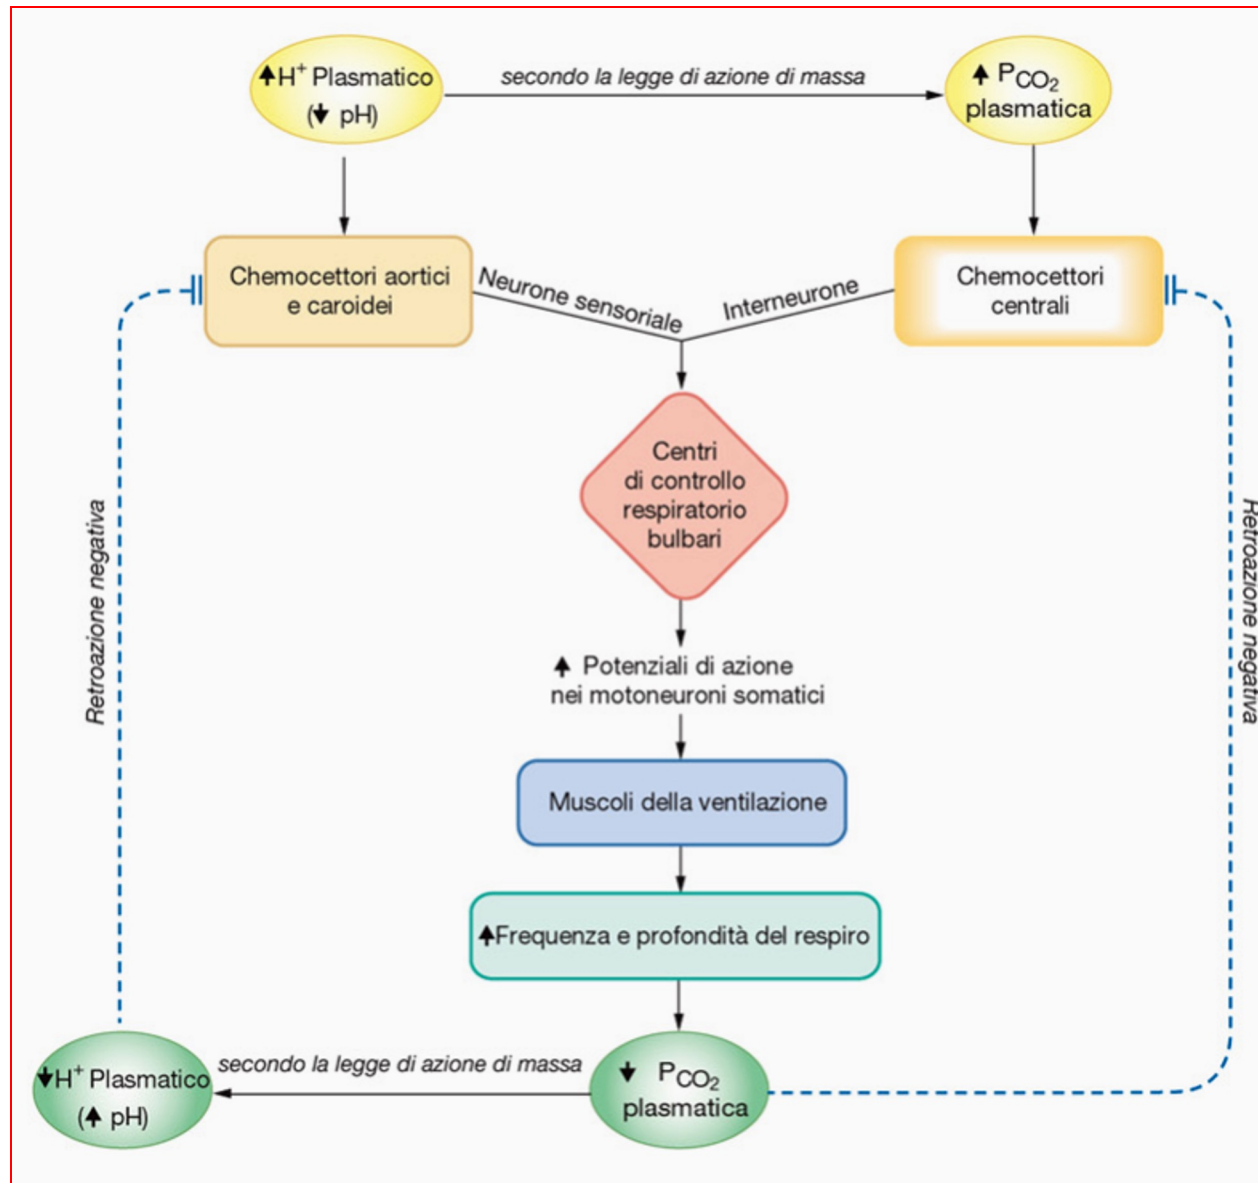 ↑H⁺ Plasmatico
(↓ pH)
secondo la legge di azione di massa
↑ PCO₂
plasmatica
Chemocettori aortici
e caroidei
Neurone sensoriale
Interneurone
Chemocettori
centrali
Centri
di controllo
respiratorio
bulbari
Retroazione negativa
Retroazione negativa
↑ Potenziali di azione
nei motoneuroni somatici
Muscoli della ventilazione
↑Frequenza e profondità del respiro
↓H⁺ Plasmatico
(↑ pH)
secondo la legge di azione di massa
↓ PCO₂
plasmatica